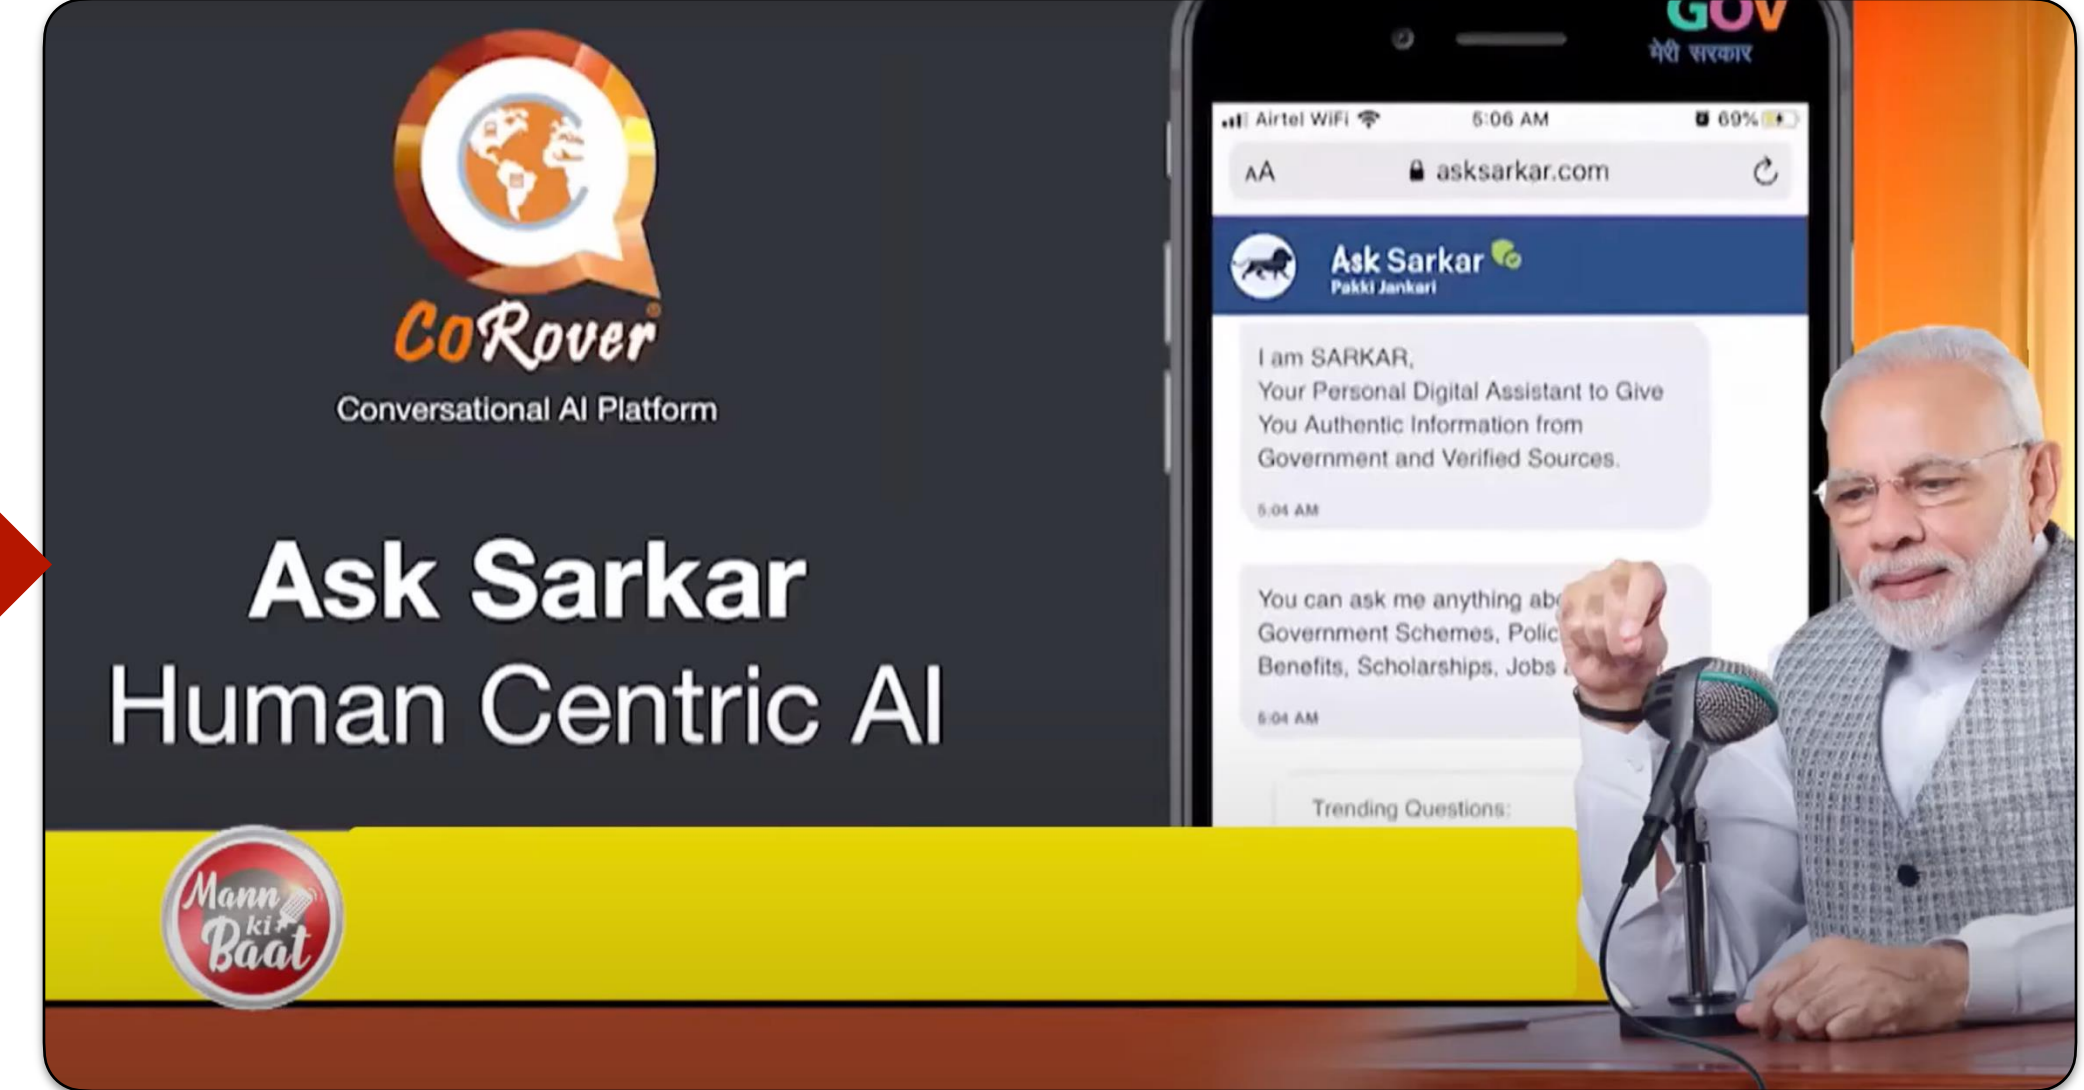 CoRover®
Conversational AI Platform
Ask Sarkar
Human Centric AI
GOV
मेरी सरकार
Airtel WiFi
5:06 AM
69%
AA
asksarkar.com
Ask Sarkar
Pakki Jankari
I am SARKAR,
Your Personal Digital Assistant to Give
You Authentic Information from
Government and Verified Sources.
5:04 AM
You can ask me anything
Government Schemes,
Benefits, Scholarships, Jobs
5:04 AM
Trending Questions:
Mann
ki
Baat